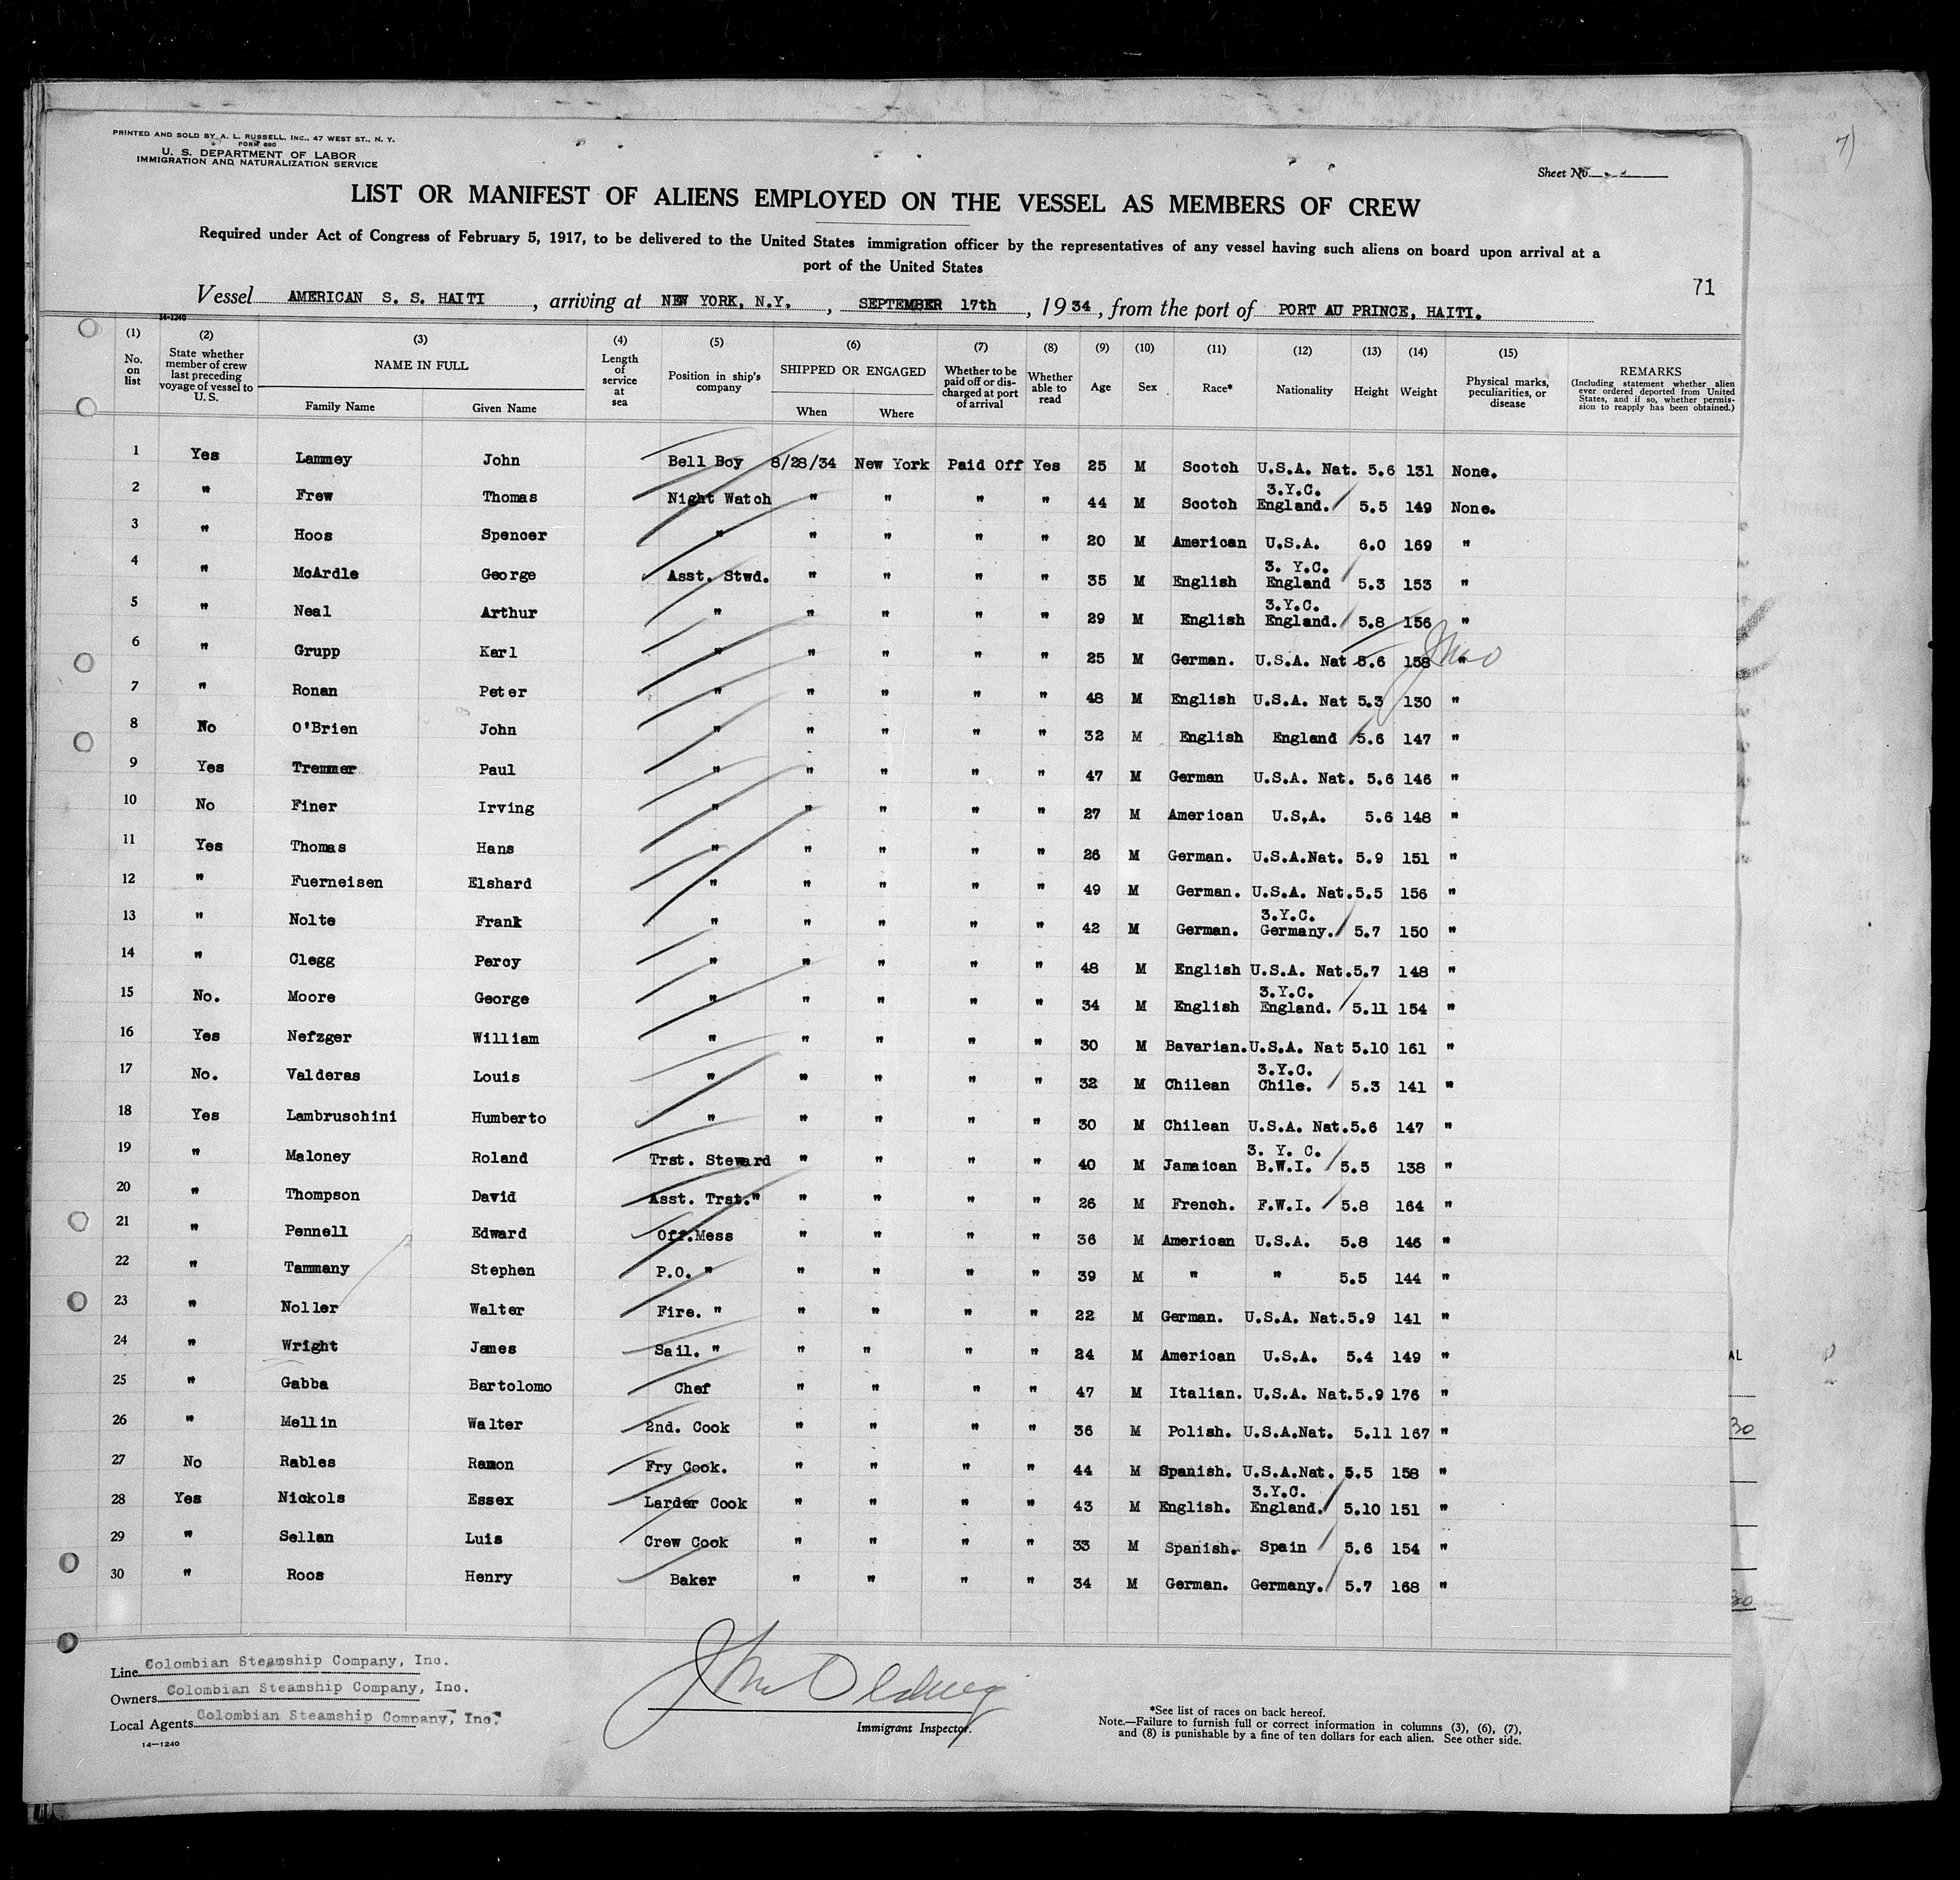 PRINTED AND SOLD BY A. L. RUSSELL, INC., 47 WEST ST., N. Y.
FORM 680
U. S. DEPARTMENT OF LABOR
IMMIGRATION AND NATURALIZATION SERVICE
Sheet No.
LIST OR MANIFEST OF ALIENS EMPLOYED ON THE VESSEL AS MEMBERS OF CREW
Required under Act of Congress of February 5, 1917, to be delivered to the United States immigration officer by the representatives of any vessel having such aliens on board upon arrival at a
port of the United States
71
Vessel AMERICAN S. S. HAITI, arriving at NEW YORK, N.Y., SEPTEMBER 17th, 1934, from the port of PORT AU PRINCE, HAITI.
14-1240
(1) (2) (3) (4) (5) (6) (7) (8) (9) (10) (11) (12) (13) (14) (15)
No. on list State whether member of crew last preceding voyage of vessel to U. S. NAME IN FULL Family Name Given Name Length of service at sea Position in ship's company SHIPPED OR ENGAGED When Where Whether to be paid off or discharged at port of arrival Whether able to read Age Sex Race* Nationality Height Weight Physical marks, peculiarities, or disease REMARKS (Including statement whether alien ever ordered deported from United States, and if so, whether permission to reapply has been obtained.)
1 Yes Lammey John Bell Boy 8/28/34 New York Paid Off Yes 25 M Scotch U.S.A. Nat. 5.6 131 None.
2 " Frew Thomas Night Watch " " " " 44 M Scotch 3.Y.C. England. 5.5 149 None.
3 " Hoos Spencer " " " " " 20 M American U.S.A. 6.0 169 "
4 " McArdle George Asst. Stwd. " " " " 35 M English 3. Y.C. England 5.3 153 "
5 " Neal Arthur " " " " " 29 M English 3.Y.C. England. 5.8 156 "
6 " Grupp Karl " " " " " 25 M German. U.S.A. Nat 5.6 158 "
7 " Ronan Peter " " " " " 48 M English U.S.A. Nat 5.3 130 "
8 No O'Brien John " " " " " 32 M English England 5.6 147 "
9 Yes Tremmer Paul " " " " " 47 M German U.S.A. Nat. 5.6 146 "
10 No Finer Irving " " " " " 27 M American U.S.A. 5.6 148 "
11 Yes Thomas Hans " " " " " 26 M German. U.S.A.Nat. 5.9 151 "
12 " Fuerneisen Elshard " " " " " 49 M German. U.S.A. Nat. 5.5 156 "
13 " Nolte Frank " " " " " 42 M German. 3.Y.C. Germany. 5.7 150 "
14 " Clegg Percy " " " " " 48 M English U.S.A. Nat. 5.7 148 "
15 No. Moore George " " " " " 34 M English 3.Y.C. England. 5.11 154 "
16 Yes Nefzger William " " " " " 30 M Bavarian. U.S.A. Nat 5.10 161 "
17 No. Valderas Louis " " " " " 32 M Chilean 3.Y.C. Chile. 5.3 141 "
18 Yes Lambruschini Humberto " " " " " 30 M Chilean U.S.A. Nat. 5.6 147 "
19 " Maloney Roland Trst. Steward " " " " 40 M Jamaican 3. Y. C. B.W.I. 5.5 138 "
20 " Thompson David Asst. Trst." " " " " 26 M French. F.W.I. 5.8 164 "
21 " Pennell Edward Off.Mess " " " " 36 M American U.S.A. 5.8 146 "
22 " Tammany Stephen P.O. " " " " " 39 M " " 5.5 144 "
23 " Noller Walter Fire. " " " " " 22 M German. U.S.A. Nat. 5.9 141 "
24 " Wright James Sail. " " " " " 24 M American U.S.A. 5.4 149 "
25 " Gabba Bartolomo Chef " " " " 47 M Italian. U.S.A. Nat. 5.9 176 "
26 " Mellin Walter 2nd. Cook " " " " 36 M Polish. U.S.A.Nat. 5.11 167 "
27 No Rables Ramon Fry Cook. " " " " 44 M Spanish. U.S.A.Nat. 5.5 158 "
28 Yes Nickols Essex Larder Cook " " " " 43 M English. 3.Y.C. England. 5.10 151 "
29 " Sellan Luis Crew Cook " " " " 33 M Spanish. Spain 5.6 154 "
30 " Roos Henry Baker " " " " 34 M German. Germany. 5.7 168 "
Line Colombian Steamship Company, Inc.
Owners Colombian Steamship Company, Inc.
Local Agents Colombian Steamship Company, Inc.
14—1240
Immigrant Inspector.
*See list of races on back hereof.
Note.—Failure to furnish full or correct information in columns (3), (6), (7),
and (8) is punishable by a fine of ten dollars for each alien. See other side.